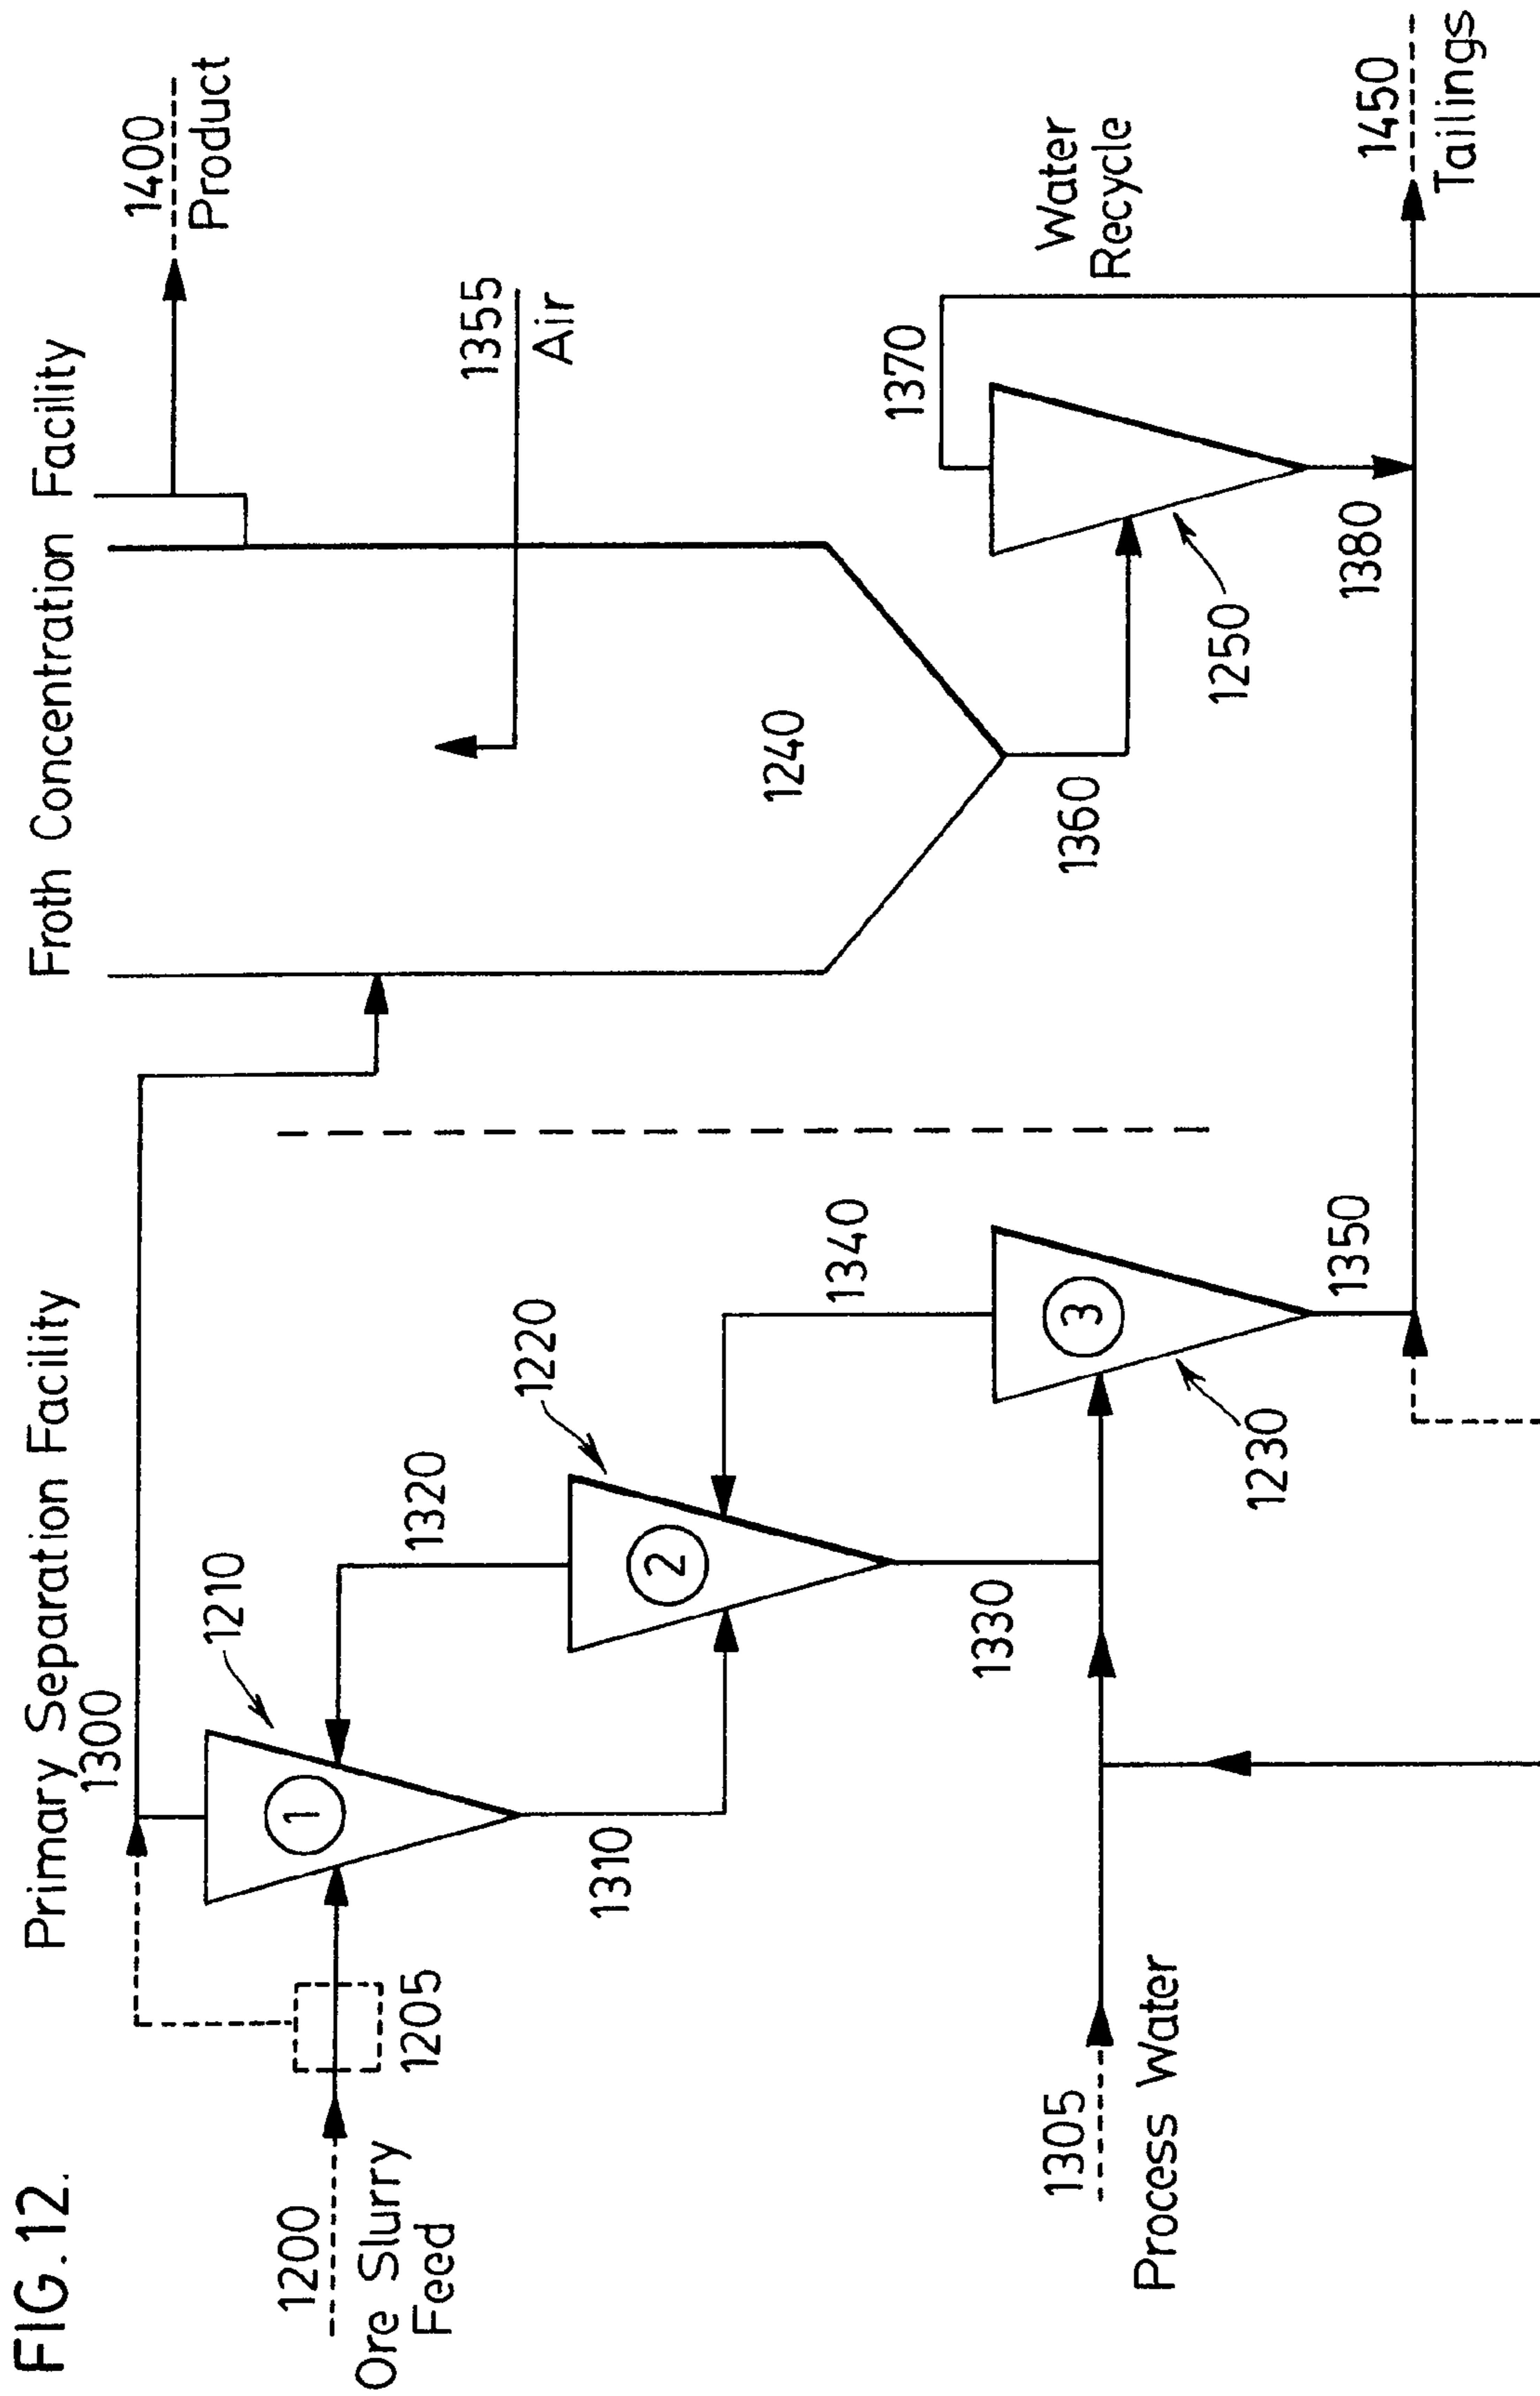 FIG.12.
Primary Separation Facility
Froth Concentration Facility
1300
1400
Product
1210
1200
Ore Slurry
Feed
1205
1
1320
1220
1355
Air
1310
2
1340
1240
1370
Water
Recycle
1330
3
1360
1305
Process Water
1230
1250
1350
1380
1450
Tailings